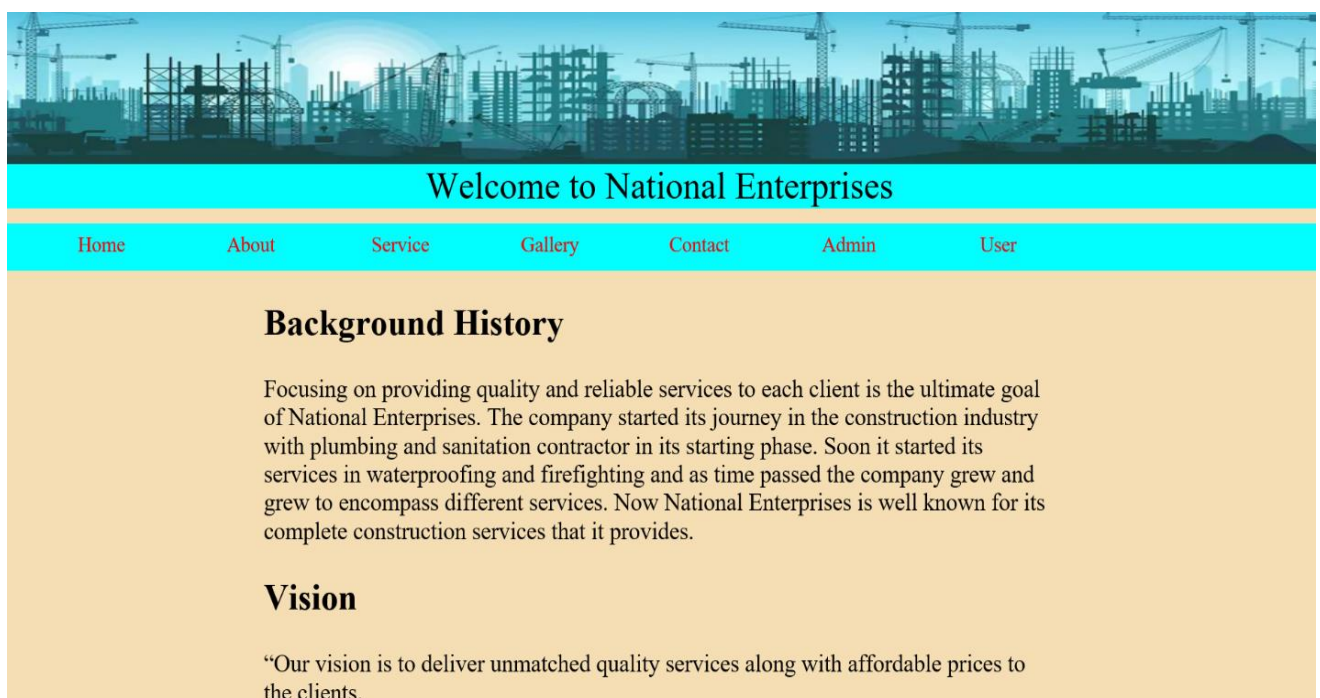 Welcome to National Enterprises
Home About Service Gallery Contact Admin User
Background History
Focusing on providing quality and reliable services to each client is the ultimate goal
of National Enterprises. The company started its journey in the construction industry
with plumbing and sanitation contractor in its starting phase. Soon it started its
services in waterproofing and firefighting and as time passed the company grew and
grew to encompass different services. Now National Enterprises is well known for its
complete construction services that it provides.
Vision
“Our vision is to deliver unmatched quality services along with affordable prices to
the clients.